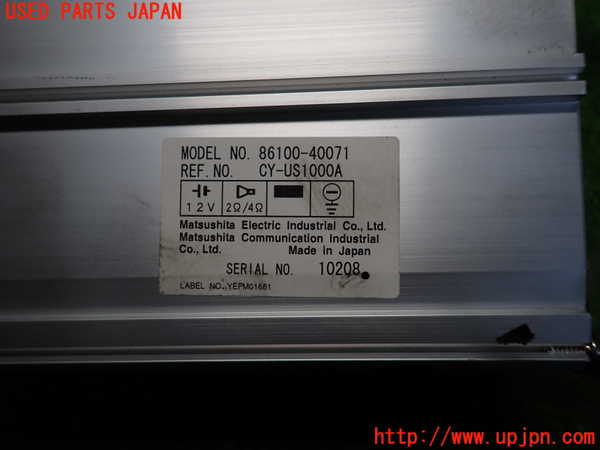 USED PARTS JAPAN
MODEL NO. 86100-40071
REF.NO. CY-US1000A
12V 2Ω/4Ω
Matsushita Electric Industrial Co., Ltd.
Matsushita Communication Industrial
Co., Ltd. Made in Japan
SERIAL NO. 10208
LABEL NO. YEPM01661
http://www.upjpn.com/